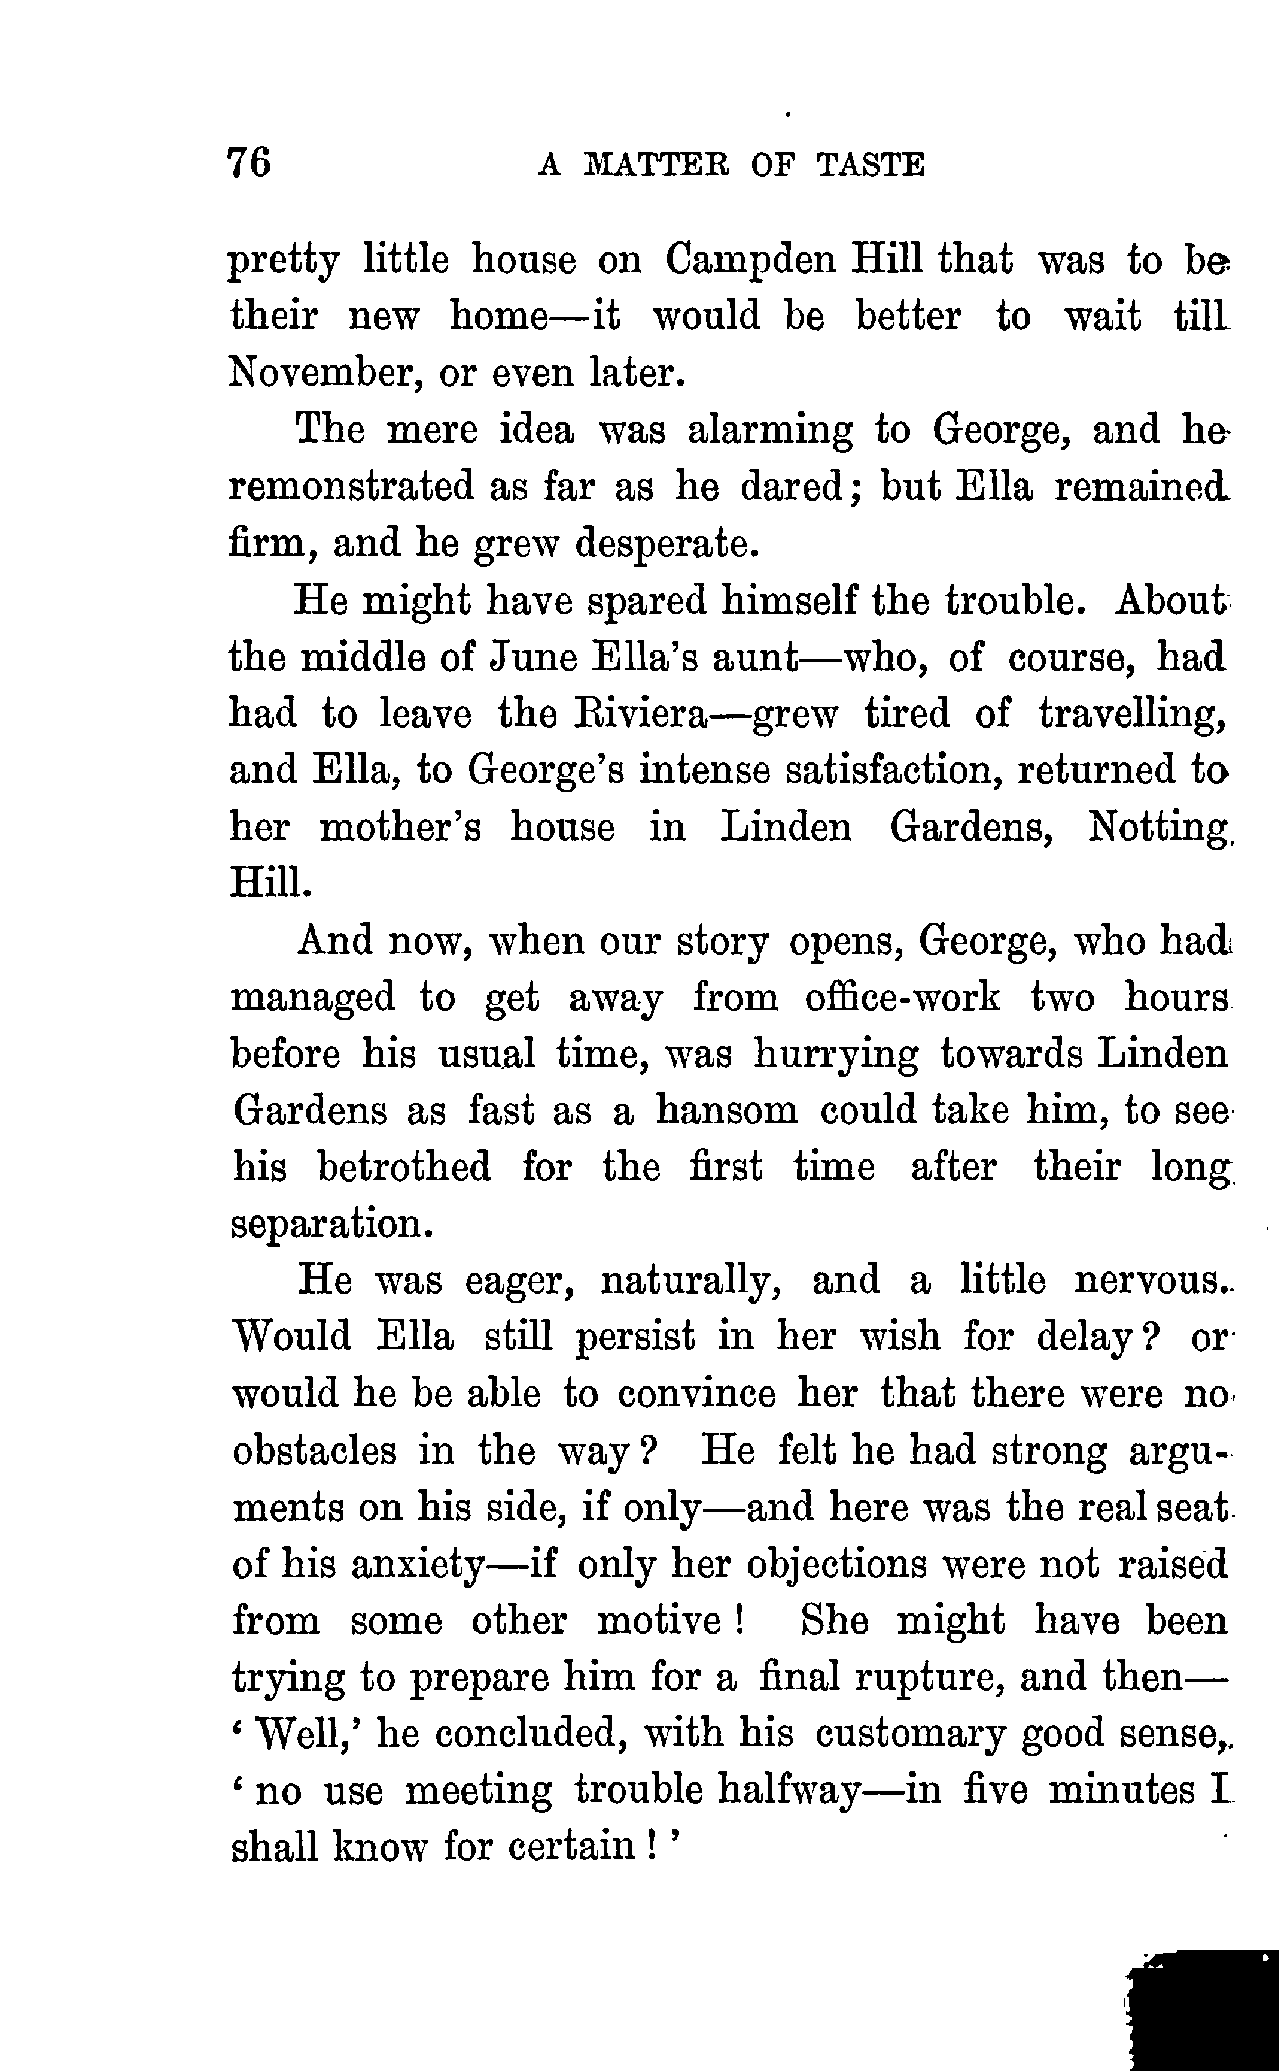 76 A MATTER OF TASTE
pretty little house on Campden Hill that was to be
their new home—it would be better to wait till
November, or even later.
The mere idea was alarming to George, and he
remonstrated as far as he dared; but Ella remained
firm, and he grew desperate.
He might have spared himself the trouble. About
the middle of June Ella's aunt—who, of course, had
had to leave the Riviera—grew tired of travelling,
and Ella, to George's intense satisfaction, returned to
her mother's house in Linden Gardens, Notting
Hill.
And now, when our story opens, George, who had
managed to get away from office-work two hours
before his usual time, was hurrying towards Linden
Gardens as fast as a hansom could take him, to see
his betrothed for the first time after their long
separation.
He was eager, naturally, and a little nervous.
Would Ella still persist in her wish for delay? or
would he be able to convince her that there were no
obstacles in the way? He felt he had strong argu-
ments on his side, if only—and here was the real seat
of his anxiety—if only her objections were not raised
from some other motive! She might have been
trying to prepare him for a final rupture, and then—
'Well,' he concluded, with his customary good sense,
'no use meeting trouble halfway—in five minutes I
shall know for certain!'